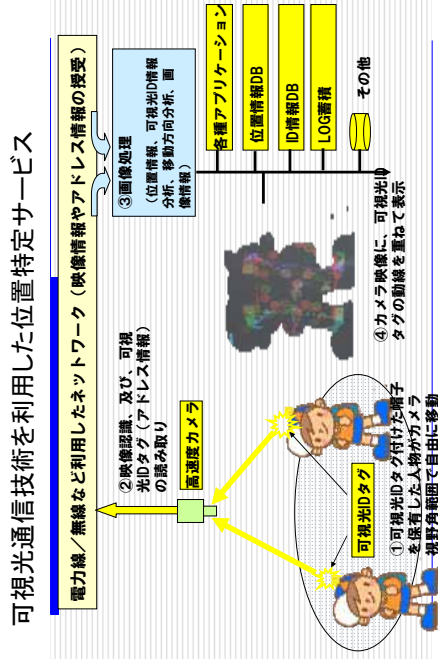 可視光通信技術を利用した位置特定サービス
電力線／無線など利用したネットワーク（映像情報やアドレス情報の授受）
②映像認識、及び、可視
光IDタグ（アドレス情報）
の読み取り
高速度カメラ
③画像処理
（位置情報、可視光ID情報
分析、移動方向分析、画
像情報）
各種アプリケーション
位置情報DB
ID情報DB
LOG蓄積
その他
可視光IDタグ
①可視光IDタグ付けた帽子
を保有した人物がカメラ
視野角範囲で自由に移動
④カメラ映像に、可視光ID
タグの動線を重ねて表示